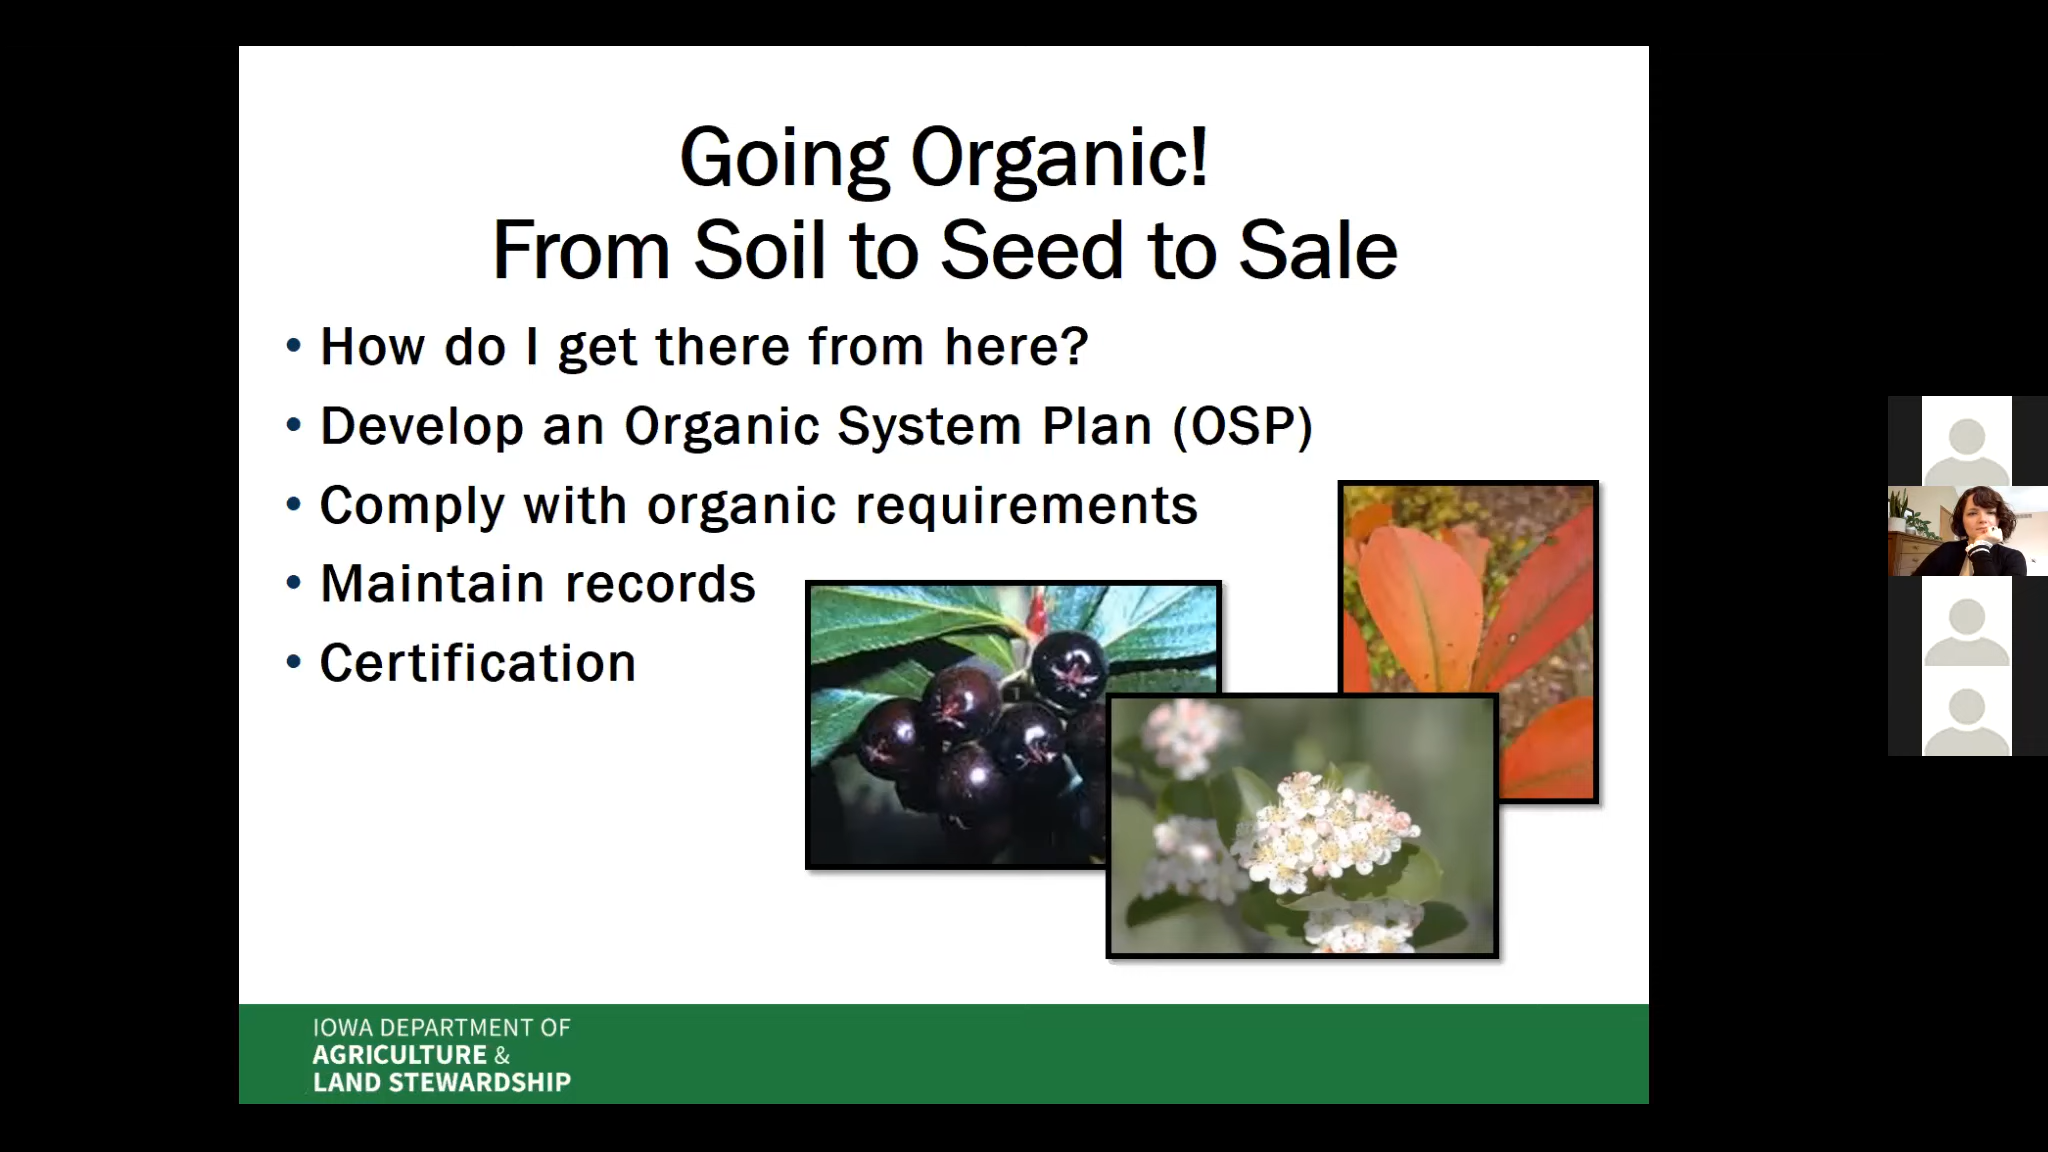 Going Organic!
From Soil to Seed to Sale
• How do I get there from here?
• Develop an Organic System Plan (OSP)
• Comply with organic requirements
• Maintain records
• Certification
IOWA DEPARTMENT OF
AGRICULTURE &
LAND STEWARDSHIP